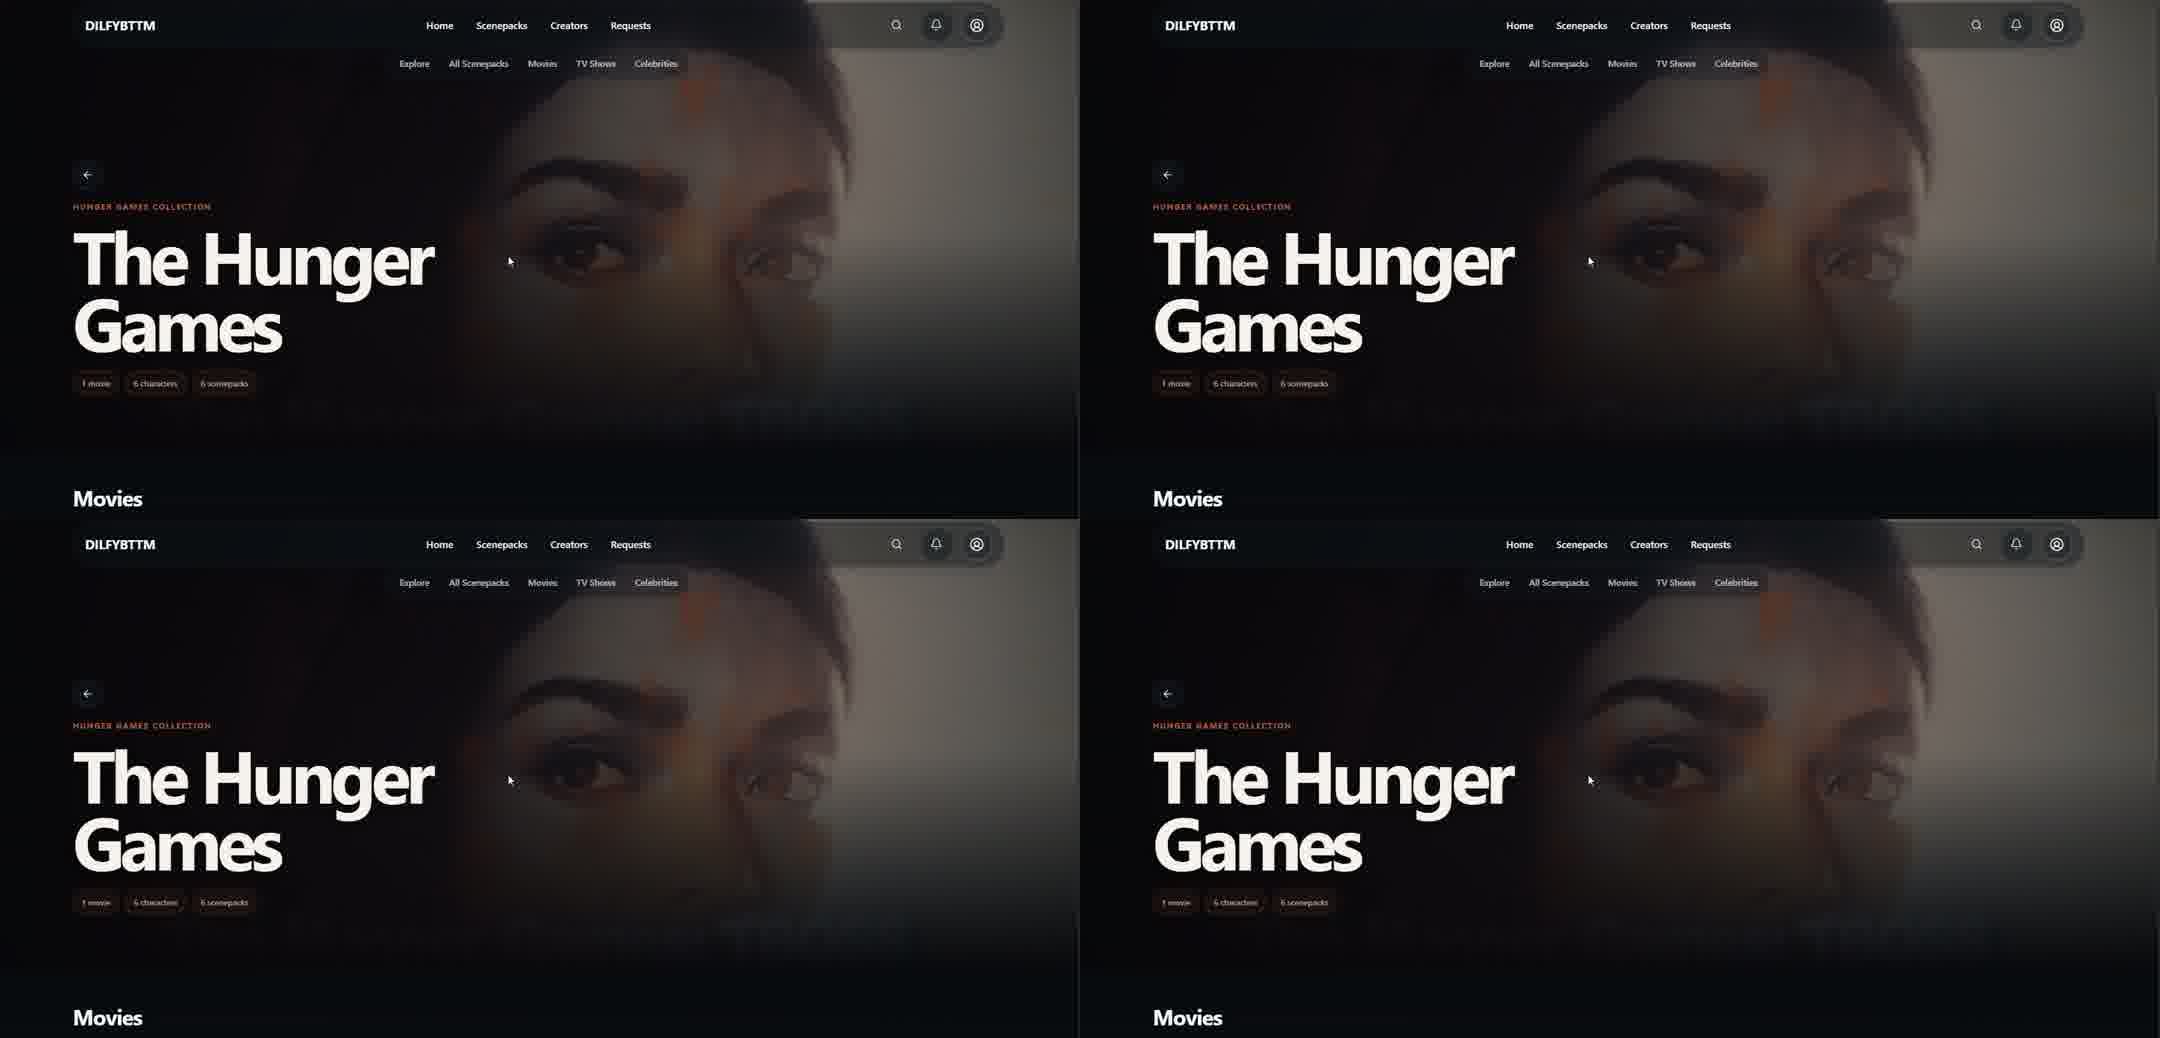 DILFYBTTM Home Scenepacks Creators Requests
Explore All Scenepacks Movies TV Shows Celebrities
HUNGER GAMES COLLECTION
The Hunger
Games
1 movie 6 characters 6 scenepacks
Movies
DILFYBTTM Home Scenepacks Creators Requests
Explore All Scenepacks Movies TV Shows Celebrities
HUNGER GAMES COLLECTION
The Hunger
Games
1 movie 6 characters 6 scenepacks
Movies
DILFYBTTM Home Scenepacks Creators Requests
Explore All Scenepacks Movies TV Shows Celebrities
HUNGER GAMES COLLECTION
The Hunger
Games
1 movie 6 characters 6 scenepacks
Movies
DILFYBTTM Home Scenepacks Creators Requests
Explore All Scenepacks Movies TV Shows Celebrities
HUNGER GAMES COLLECTION
The Hunger
Games
1 movie 6 characters 6 scenepacks
Movies